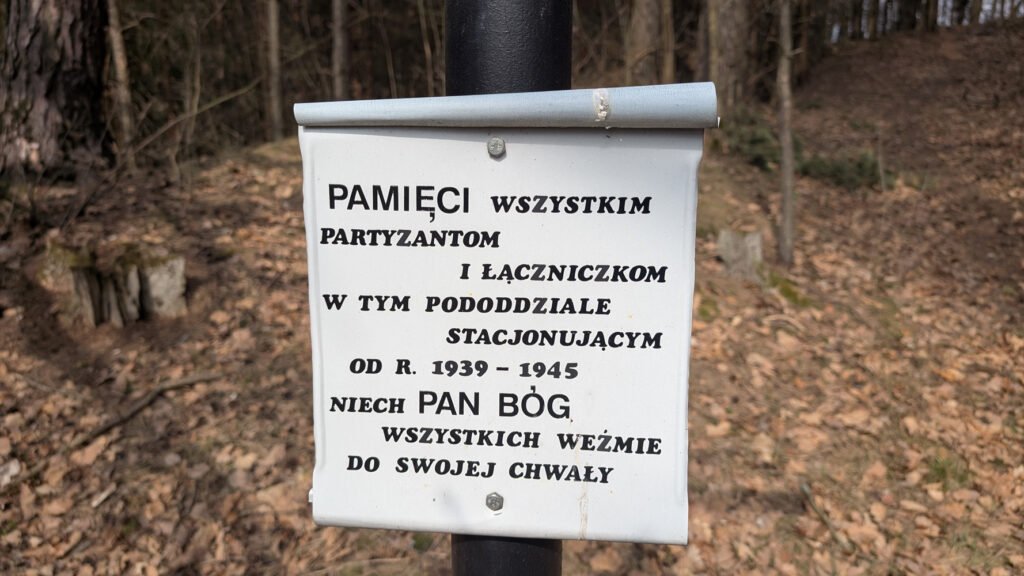 PAMIĘCI WSZYSTKIM
PARTYZANTOM
I ŁĄCZNICZKOM
W TYM PODODDZIALE
STACJONUJĄCYM
OD R. 1939 – 1945
NIECH PAN BÓG
WSZYSTKICH WEŹMIE
DO SWOJEJ CHWAŁY